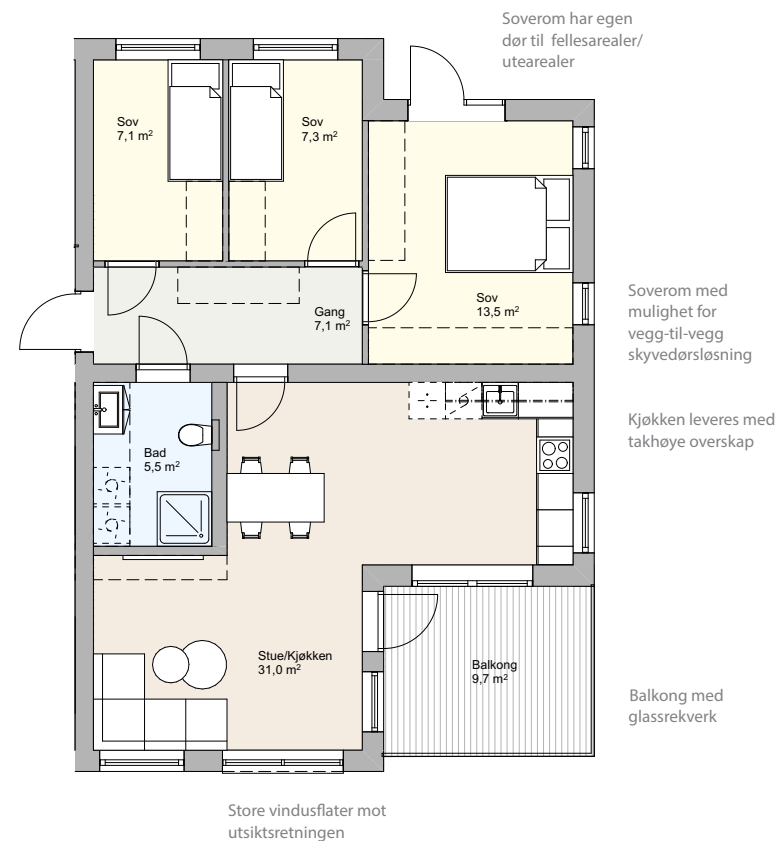 Soverom har egen
dør til fellesarealer/
utearealer
Sov
7,1 m²
Sov
7,3 m²
Sov
13,5 m²
Gang
7,1 m²
Soverom med
mulighet for
vegg-til-vegg
skyvedørsløsning
Kjøkken leveres med
takhøye overskap
Bad
5,5 m²
Stue/Kjøkken
31,0 m²
Balkong
9,7 m²
Balkong med
glassrekverk
Store vindusflater mot
utsiktsretningen